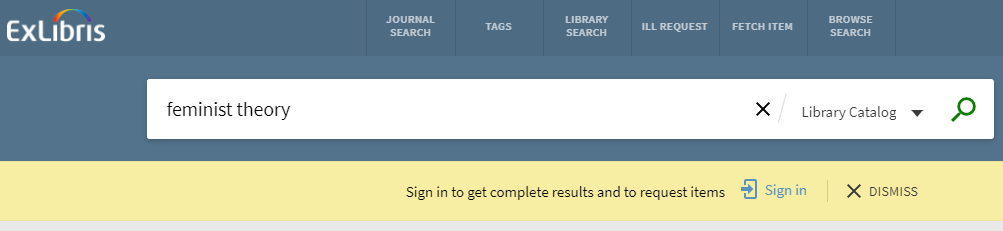 ExLibris
JOURNAL
SEARCH
TAGS
LIBRARY
SEARCH
ILL REQUEST
FETCH ITEM
BROWSE
SEARCH
feminist theory
Library Catalog
Sign in to get complete results and to request items
Sign in
DISMISS